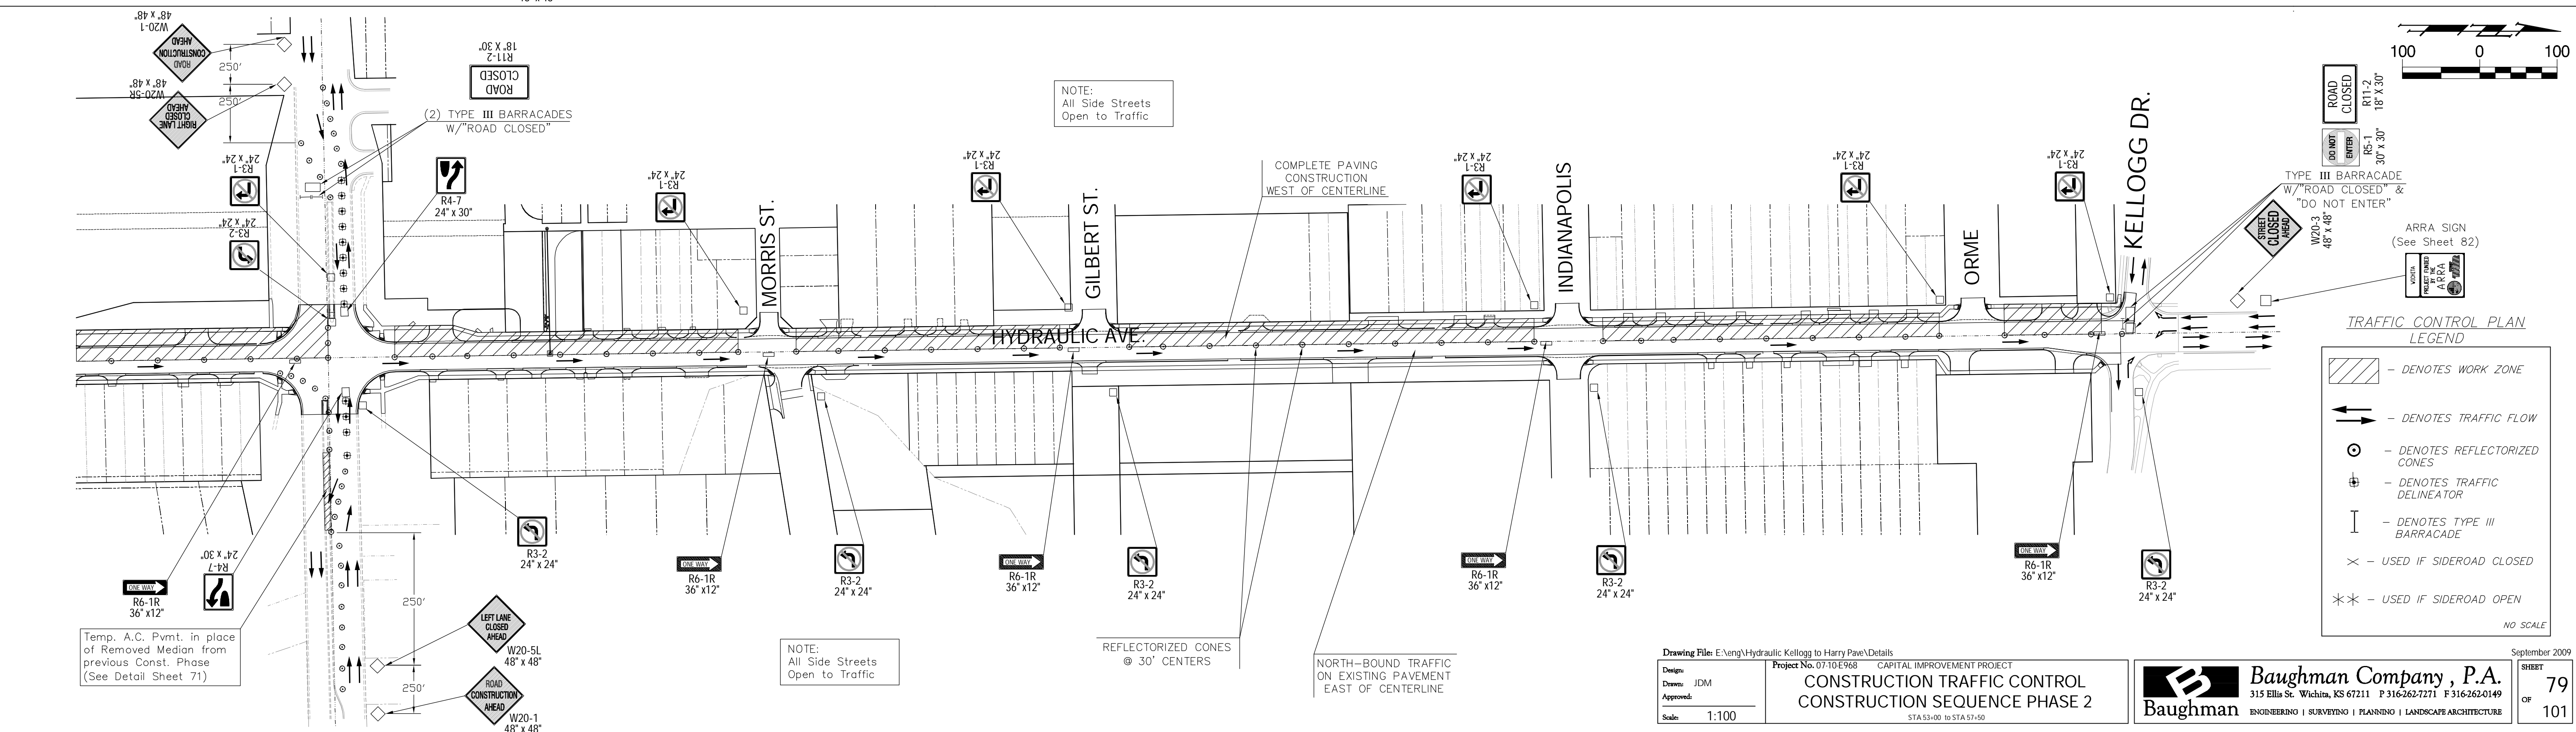 W20-1
48" x 48"
ROAD
CONSTRUCTION
AHEAD
250'
W20-5R
48" x 48"
RIGHT LANE
CLOSED
AHEAD
250'
R11-2
18" X 30"
ROAD
CLOSED
(2) TYPE III BARRACADES
W/"ROAD CLOSED"
R3-1
24" x 24"
R3-2
24" x 24"
R4-7
24" x 30"
R3-1
24" x 24"
MORRIS ST.
R3-1
24" x 24"
NOTE:
All Side Streets
Open to Traffic
GILBERT ST.
COMPLETE PAVING
CONSTRUCTION
WEST OF CENTERLINE
R3-1
24" x 24"
INDIANAPOLIS
R3-1
24" x 24"
ORME
R3-1
24" x 24"
KELLOGG DR.
HYDRAULIC AVE.
100 0 100
ROAD
CLOSED
R11-2
18" X 30"
DO NOT
ENTER
R5-1
30" x 30"
TYPE III BARRACADE
W/"ROAD CLOSED" &
"DO NOT ENTER"
STREET
CLOSED
AHEAD
W20-3
48" x 48"
ARRA SIGN
(See Sheet 82)
WICHITA
PROJECT FUNDED
BY THE
ARRA
TRAFFIC CONTROL PLAN
LEGEND
– DENOTES WORK ZONE
– DENOTES TRAFFIC FLOW
– DENOTES REFLECTORIZED
CONES
– DENOTES TRAFFIC
DELINEATOR
– DENOTES TYPE III
BARRACADE
– USED IF SIDEROAD CLOSED
– USED IF SIDEROAD OPEN
NO SCALE
ONE WAY
R6-1R
36" x12"
R4-7
24" x 30"
Temp. A.C. Pvmt. in place
of Removed Median from
previous Const. Phase
(See Detail Sheet 71)
250'
LEFT LANE
CLOSED
AHEAD
W20-5L
48" x 48"
250'
ROAD
CONSTRUCTION
AHEAD
W20-1
48" x 48"
R3-2
24" x 24"
ONE WAY
R6-1R
36" x12"
R3-2
24" x 24"
NOTE:
All Side Streets
Open to Traffic
ONE WAY
R6-1R
36" x12"
R3-2
24" x 24"
REFLECTORIZED CONES
@ 30' CENTERS
NORTH–BOUND TRAFFIC
ON EXISTING PAVEMENT
EAST OF CENTERLINE
ONE WAY
R6-1R
36" x12"
R3-2
24" x 24"
ONE WAY
R6-1R
36" x12"
R3-2
24" x 24"
Drawing File: E:\eng\Hydraulic Kellogg to Harry Pave\Details
September 2009
Design:
Drawn: JDM
Approved:
Scale: 1:100
Project No. 07-10-E968 CAPITAL IMPROVEMENT PROJECT
CONSTRUCTION TRAFFIC CONTROL
CONSTRUCTION SEQUENCE PHASE 2
STA 53+00 to STA 57+50
Baughman
Baughman Company, P.A.
315 Ellis St. Wichita, KS 67211 P 316-262-7271 F 316-262-0149
ENGINEERING | SURVEYING | PLANNING | LANDSCAPE ARCHITECTURE
SHEET
79
OF
101